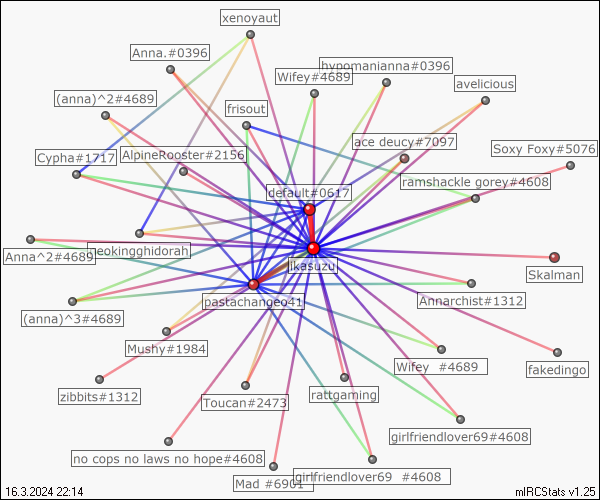 xenoyaut
Anna.#0396
hypomanianna#0396
Wifey#4689
avelicious
(anna)^2#4689
frisout
ace deucy#7097
Soxy Foxy#5076
Cypha#1717
AlpineRooster#2156
ramshackle gorey#4608
default#0617
Anna^2#4689
neokingghidorah
ikasuzu
Skalman
pastachangeo41
Annarchist#1312
(anna)^3#4689
Mushy#1984
Wifey #4689
fakedingo
zibbits#1312
Toucan#2473
rattgaming
girlfriendlover69#4608
no cops no laws no hope#4608
Mad #6901
girlfriendlover69 #4608
16.3.2024 22:14
mIRCStats v1.25